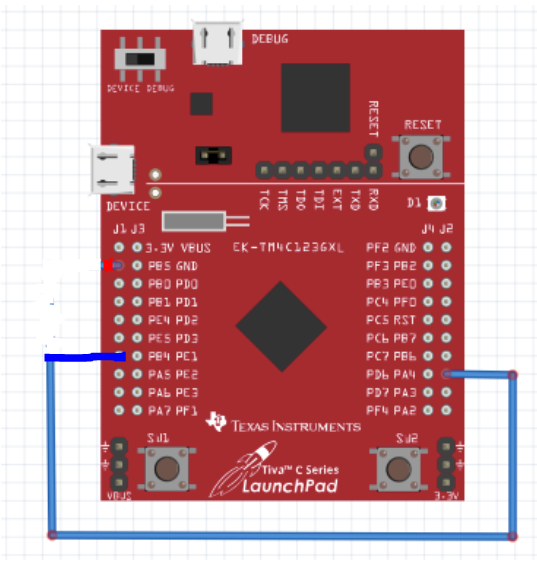 DEBUG
DEVICE DEBUG
RESET
RESET
TCK TMS TDO TDI EXT TXD RXD
DEVICE
D1
J1 J3
J4 J2
3.3V VBUS
EK-TM4C123GXL
PF2 GND
PB5 GND
PF3 PB2
PB0 PD0
PB3 PE0
PB1 PD1
PC4 PF0
PE4 PD2
PC5 RST
PE5 PD3
PC6 PB7
PB4 PE1
PC7 PB6
PA5 PE2
PD6 PA4
PA6 PE3
PD7 PA3
PA7 PF1
PF4 PA2
TEXAS INSTRUMENTS
SW1
SW2
Tiva™ C Series
LaunchPad
VBUS
3.3V